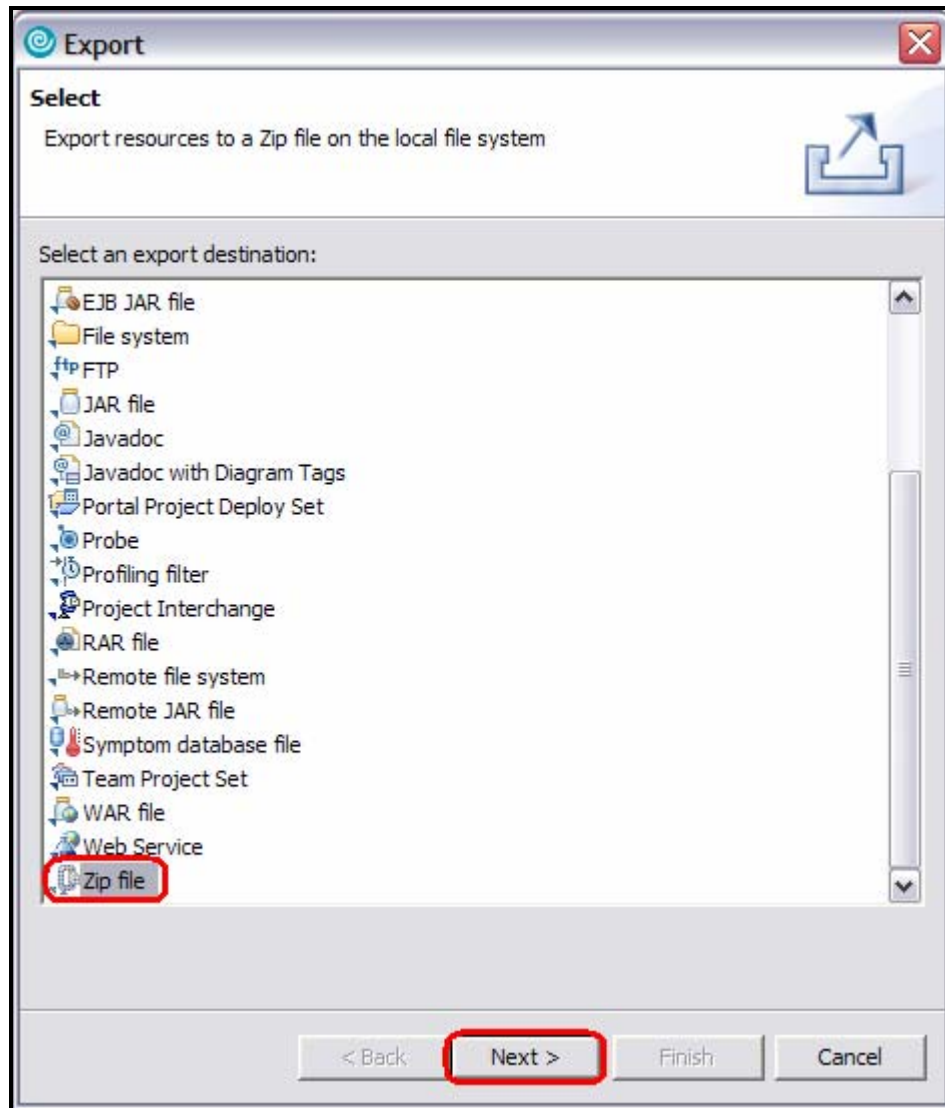 Export
Select
Export resources to a Zip file on the local file system
Select an export destination:
EJB JAR file
File system
ftp FTP
JAR file
Javadoc
Javadoc with Diagram Tags
Portal Project Deploy Set
Probe
Profiling filter
Project Interchange
RAR file
Remote file system
Remote JAR file
Symptom database file
Team Project Set
WAR file
Web Service
Zip file
< Back Next > Finish Cancel